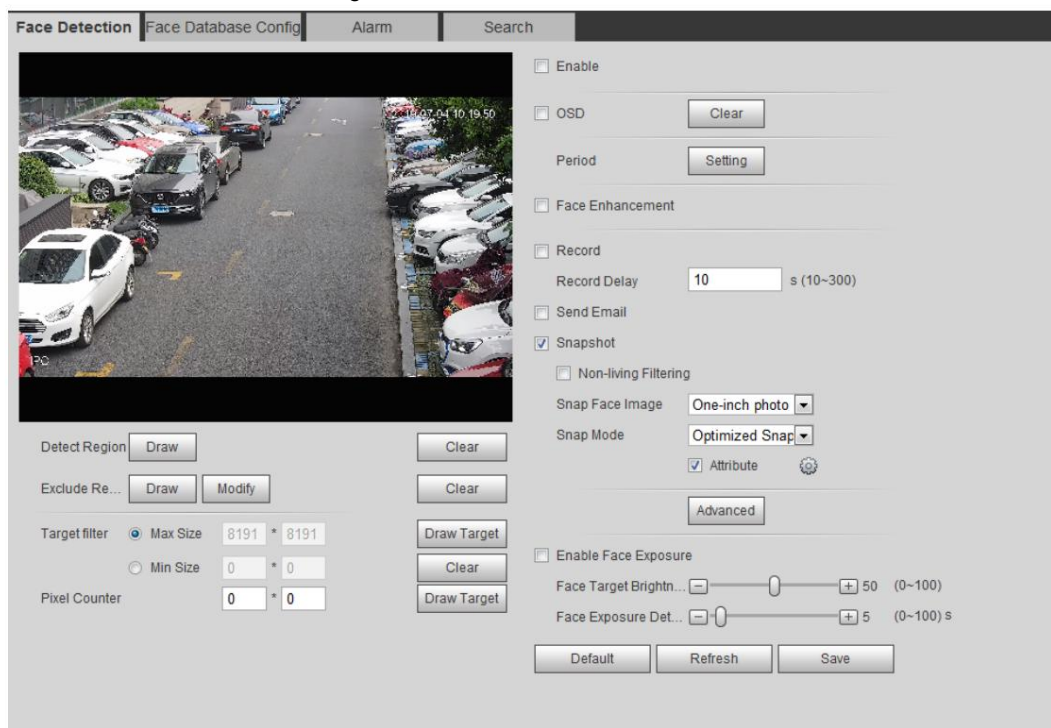 Face Detection Face Database Config Alarm Search
10:19:50
IPC
Detect Region Draw Clear
Exclude Re... Draw Modify Clear
Target filter Max Size 8191 * 8191 Draw Target
Min Size 0 * 0 Clear
Pixel Counter 0 * 0 Draw Target
Enable
OSD Clear
Period Setting
Face Enhancement
Record
Record Delay 10 s (10~300)
Send Email
Snapshot
Non-living Filtering
Snap Face Image One-inch photo
Snap Mode Optimized Snap
Attribute
Advanced
Enable Face Exposure
Face Target Brightn... - + 50 (0~100)
Face Exposure Det... - + 5 (0~100) s
Default Refresh Save